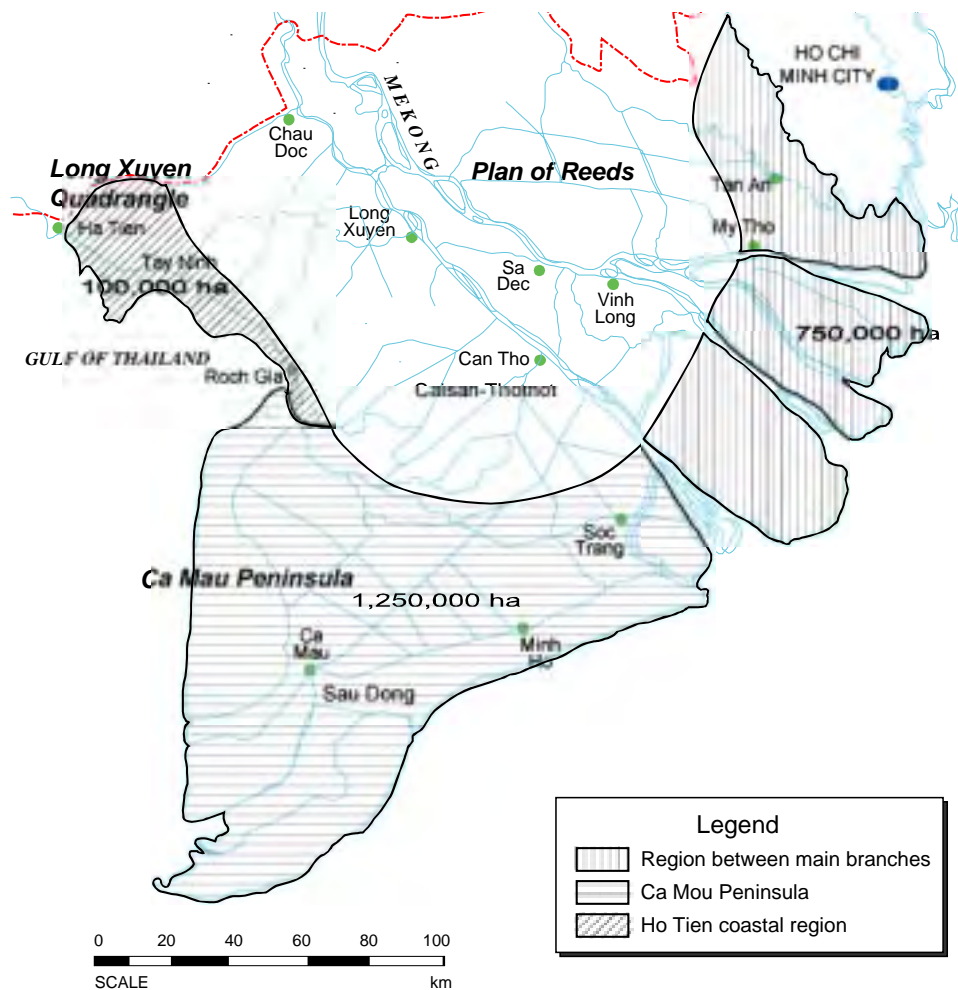 HO CHI
MINH CITY
MEKONG
Chau
Doc
Long Xuyen
Quadrangle
Plan of Reeds
Tan An
Ha Tien
Long
Xuyen
My Tho
Tay Ninh
100,000 ha
Sa
Dec
Vinh
Long
750,000 ha
GULF OF THAILAND
Roch Gia
Can Tho
Caisan-Thotnot
Soc
Trang
Ca Mau Peninsula
1,250,000 ha
Ca
Mau
Minh
Ho
Sau Dong
Legend
Region between main branches
Ca Mou Peninsula
Ho Tien coastal region
0 20 40 60 80 100
SCALE km